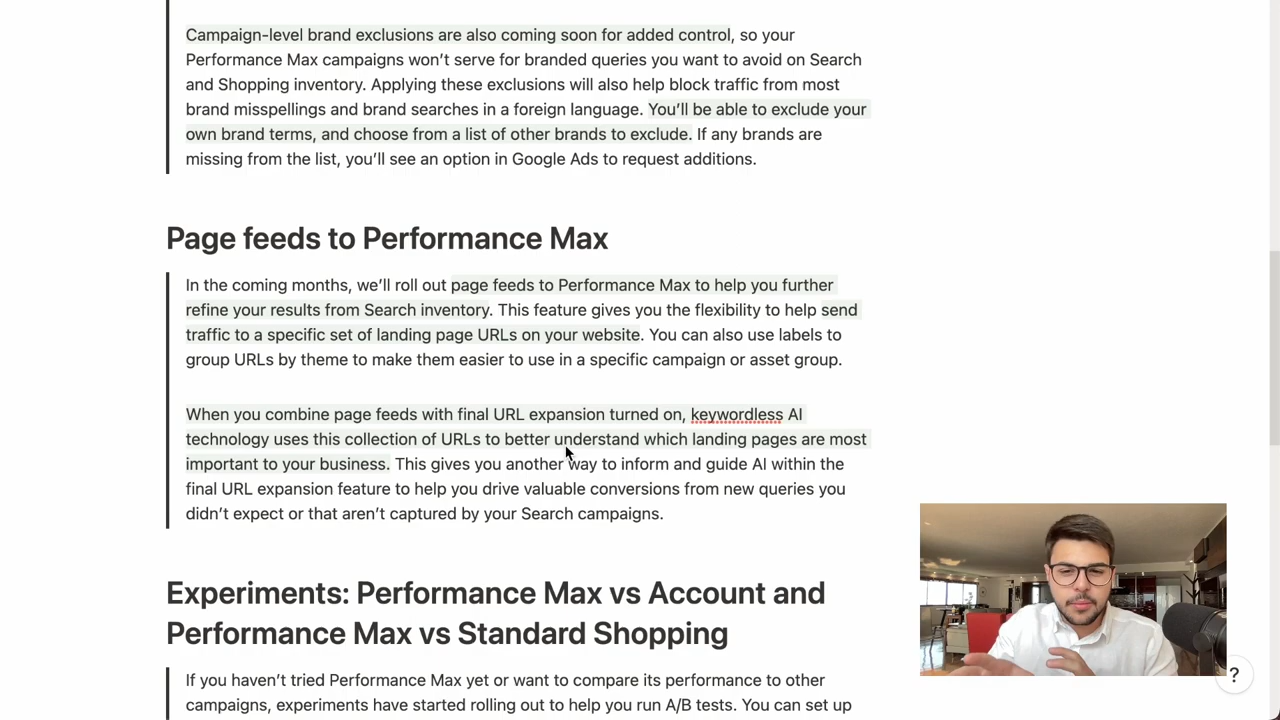 Campaign-level brand exclusions are also coming soon for added control, so your
Performance Max campaigns won’t serve for branded queries you want to avoid on Search
and Shopping inventory. Applying these exclusions will also help block traffic from most
brand misspellings and brand searches in a foreign language. You’ll be able to exclude your
own brand terms, and choose from a list of other brands to exclude. If any brands are
missing from the list, you’ll see an option in Google Ads to request additions.
Page feeds to Performance Max
In the coming months, we’ll roll out page feeds to Performance Max to help you further
refine your results from Search inventory. This feature gives you the flexibility to help send
traffic to a specific set of landing page URLs on your website. You can also use labels to
group URLs by theme to make them easier to use in a specific campaign or asset group.
When you combine page feeds with final URL expansion turned on, keywordless AI
technology uses this collection of URLs to better understand which landing pages are most
important to your business. This gives you another way to inform and guide AI within the
final URL expansion feature to help you drive valuable conversions from new queries you
didn’t expect or that aren’t captured by your Search campaigns.
Experiments: Performance Max vs Account and
Performance Max vs Standard Shopping
If you haven’t tried Performance Max yet or want to compare its performance to other
campaigns, experiments have started rolling out to help you run A/B tests. You can set up
?